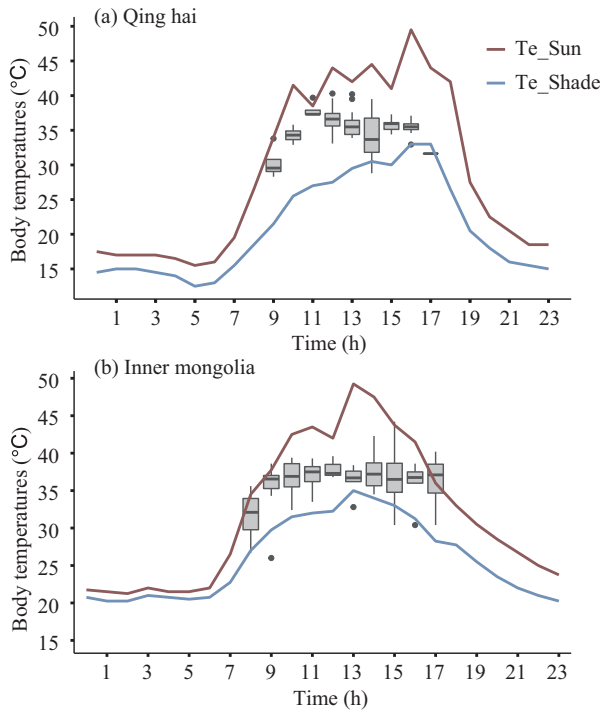 (a) Qing hai
Te_Sun
Te_Shade
Body temperatures (°C)
50
45
40
35
30
25
20
15
1 3 5 7 9 11 13 15 17 19 21 23
Time (h)
(b) Inner mongolia
Body temperatures (°C)
50
45
40
35
30
25
20
15
1 3 5 7 9 11 13 15 17 19 21 23
Time (h)